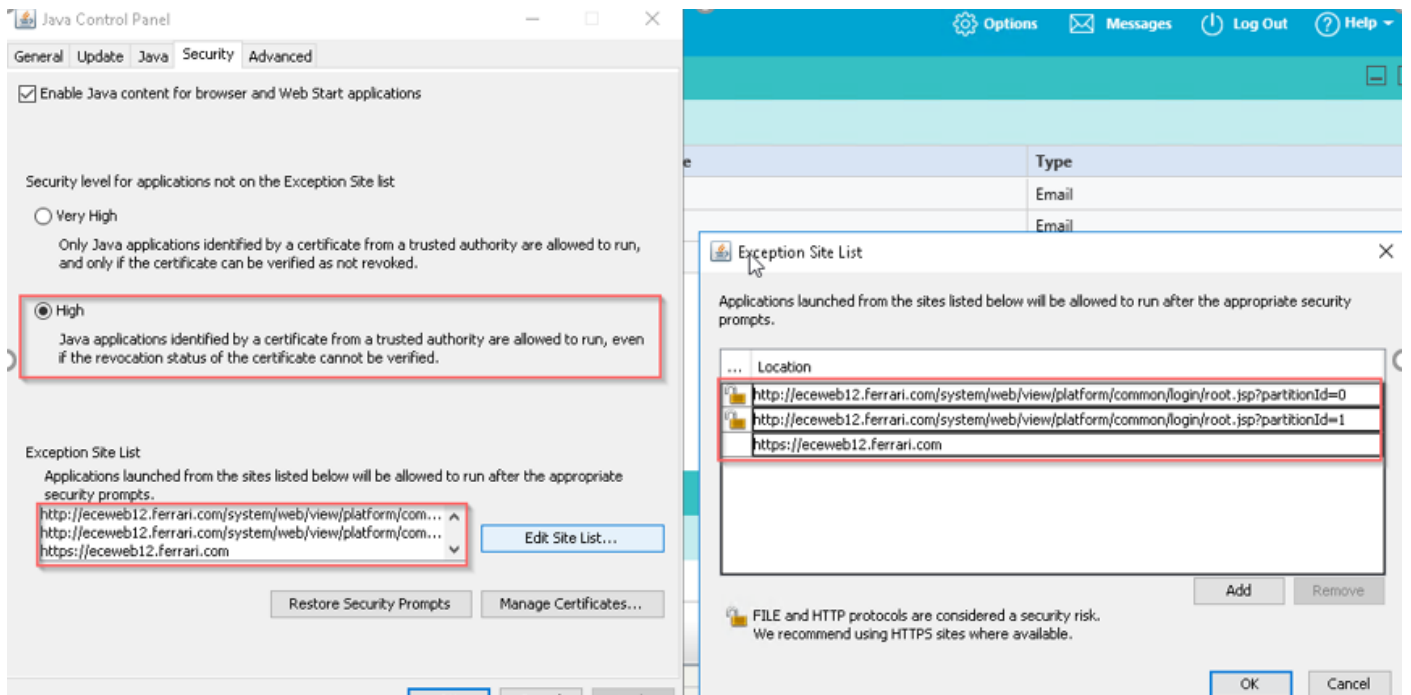 Java Control Panel
General Update Java Security Advanced
Enable Java content for browser and Web Start applications
Security level for applications not on the Exception Site list
Very High
Only Java applications identified by a certificate from a trusted authority are allowed to run,
and only if the certificate can be verified as not revoked.
High
Java applications identified by a certificate from a trusted authority are allowed to run, even
if the revocation status of the certificate cannot be verified.
Exception Site List
Applications launched from the sites listed below will be allowed to run after the appropriate
security prompts.
http://eceweb12.ferrari.com/system/web/view/platform/com...
http://eceweb12.ferrari.com/system/web/view/platform/com...
https://eceweb12.ferrari.com
Edit Site List...
Restore Security Prompts Manage Certificates...
Options Messages Log Out Help
Type
Email
Email
Exception Site List
Applications launched from the sites listed below will be allowed to run after the appropriate security
prompts.
... Location
http://eceweb12.ferrari.com/system/web/view/platform/common/login/root.jsp?partitionId=0
http://eceweb12.ferrari.com/system/web/view/platform/common/login/root.jsp?partitionId=1
https://eceweb12.ferrari.com
Add Remove
FILE and HTTP protocols are considered a security risk.
We recommend using HTTPS sites where available.
OK Cancel